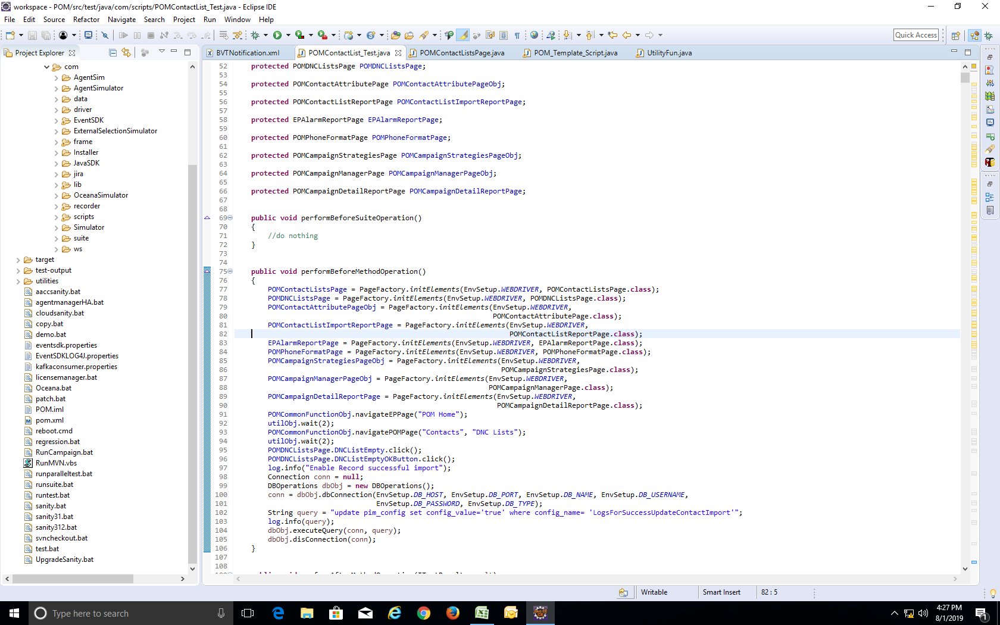 workspace - POM/src/test/java/com/scripts/POMContactList_Test.java - Eclipse IDE
File Edit Source Refactor Navigate Search Project Run Window Help
Quick Access
Project Explorer
BVTNotification.xml POMContactList_Test.java POMContactListsPage.java POM_Template_Script.java UtilityFun.java
com
AgentSim
AgentSimulator
data
driver
EventSDK
ExternalSelectionSimulator
frame
Installer
JavaSDK
jira
lib
OceanaSimulator
recorder
scripts
Simulator
suite
ws
target
test-output
utilities
aaccsanity.bat
agentmanagerHA.bat
cloudsanity.bat
copy.bat
demo.bat
eventsdk.properties
EventSDKLOG4J.properties
kafkaconsumer.properties
licensemanager.bat
Oceana.bat
patch.bat
POM.iml
pom.xml
reboot.cmd
regression.bat
RunCampaign.bat
RunMVN.vbs
runparalleltest.bat
runsuite.bat
runtest.bat
sanity.bat
sanity31.bat
sanity312.bat
svncheckout.bat
test.bat
UpgradeSanity.bat
52 protected POMDNCListsPage POMDNCListsPage;
53
54 protected POMContactAttributePage POMContactAttributePageObj;
55
56 protected POMContactListReportPage POMContactListImportReportPage;
57
58 protected EPAlarmReportPage EPAlarmReportPage;
59
60 protected POMPhoneFormatPage POMPhoneFormatPage;
61
62 protected POMCampaignStrategiesPage POMCampaignStrategiesPageObj;
63
64 protected POMCampaignManagerPage POMCampaignManagerPageObj;
65
66 protected POMCampaignDetailReportPage POMCampaignDetailReportPage;
67
68
69 public void performBeforeSuiteOperation()
70 {
71 //do nothing
72 }
73
74
75 public void performBeforeMethodOperation()
76 {
77 POMContactListsPage = PageFactory.initElements(EnvSetup.WEBDRIVER, POMContactListsPage.class);
78 POMDNCListsPage = PageFactory.initElements(EnvSetup.WEBDRIVER, POMDNCListsPage.class);
79 POMContactAttributePageObj = PageFactory.initElements(EnvSetup.WEBDRIVER,
80 POMContactAttributePage.class);
81 POMContactListImportReportPage = PageFactory.initElements(EnvSetup.WEBDRIVER,
82 POMContactListReportPage.class);
83 EPAlarmReportPage = PageFactory.initElements(EnvSetup.WEBDRIVER, EPAlarmReportPage.class);
84 POMPhoneFormatPage = PageFactory.initElements(EnvSetup.WEBDRIVER, POMPhoneFormatPage.class);
85 POMCampaignStrategiesPageObj = PageFactory.initElements(EnvSetup.WEBDRIVER,
86 POMCampaignStrategiesPage.class);
87 POMCampaignManagerPageObj = PageFactory.initElements(EnvSetup.WEBDRIVER,
88 POMCampaignManagerPage.class);
89 POMCampaignDetailReportPage = PageFactory.initElements(EnvSetup.WEBDRIVER,
90 POMCampaignDetailReportPage.class);
91 POMCommonFunctionObj.navigateEPPage("POM Home");
92 utilObj.wait(2);
93 POMCommonFunctionObj.navigatePOMPage("Contacts", "DNC Lists");
94 utilObj.wait(2);
95 POMDNCListsPage.DNCListEmpty.click();
96 POMDNCListsPage.DNCListEmptyOKButton.click();
97 log.info("Enable Record successful import");
98 Connection conn = null;
99 DBOperations dbObj = new DBOperations();
100 conn = dbObj.dbConnection(EnvSetup.DB_HOST, EnvSetup.DB_PORT, EnvSetup.DB_NAME, EnvSetup.DB_USERNAME,
101 EnvSetup.DB_PASSWORD, EnvSetup.DB_TYPE);
102 String query = "update pim_config set config_value='true' where config_name= 'LogsForSuccessUpdateContactImport'";
103 log.info(query);
104 dbObj.executeQuery(conn, query);
105 dbObj.disConnection(conn);
106 }
107
108
Writable Smart Insert 82 : 5
Type here to search
4:27 PM
8/1/2019
1